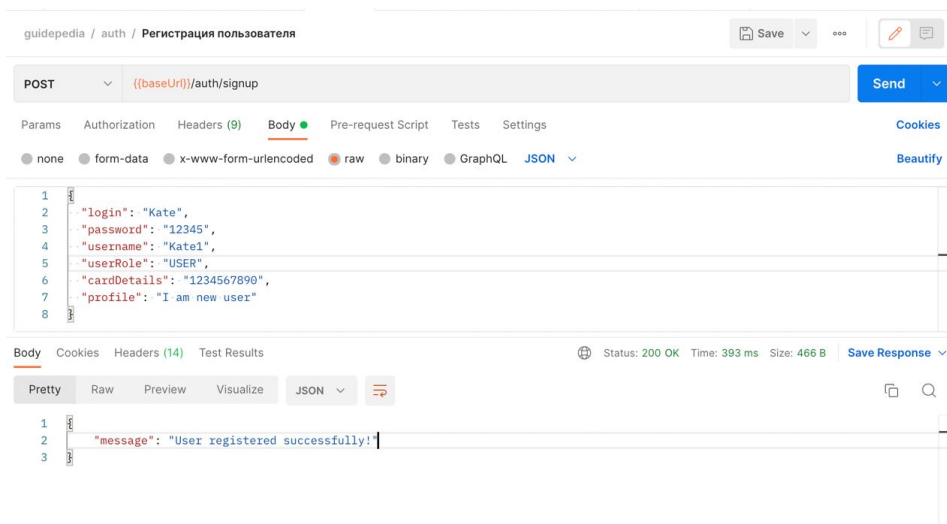 guidepedia / auth / Регистрация пользователя
Save
POST {{baseUrl}}/auth/signup Send
Params Authorization Headers (9) Body Pre-request Script Tests Settings Cookies
none form-data x-www-form-urlencoded raw binary GraphQL JSON Beautify
1 {
2 "login": "Kate",
3 "password": "12345",
4 "username": "Kate1",
5 "userRole": "USER",
6 "cardDetails": "1234567890",
7 "profile": "I am new user"
8 }
Body Cookies Headers (14) Test Results Status: 200 OK Time: 393 ms Size: 466 B Save Response
Pretty Raw Preview Visualize JSON
1 {
2 "message": "User registered successfully!"
3 }